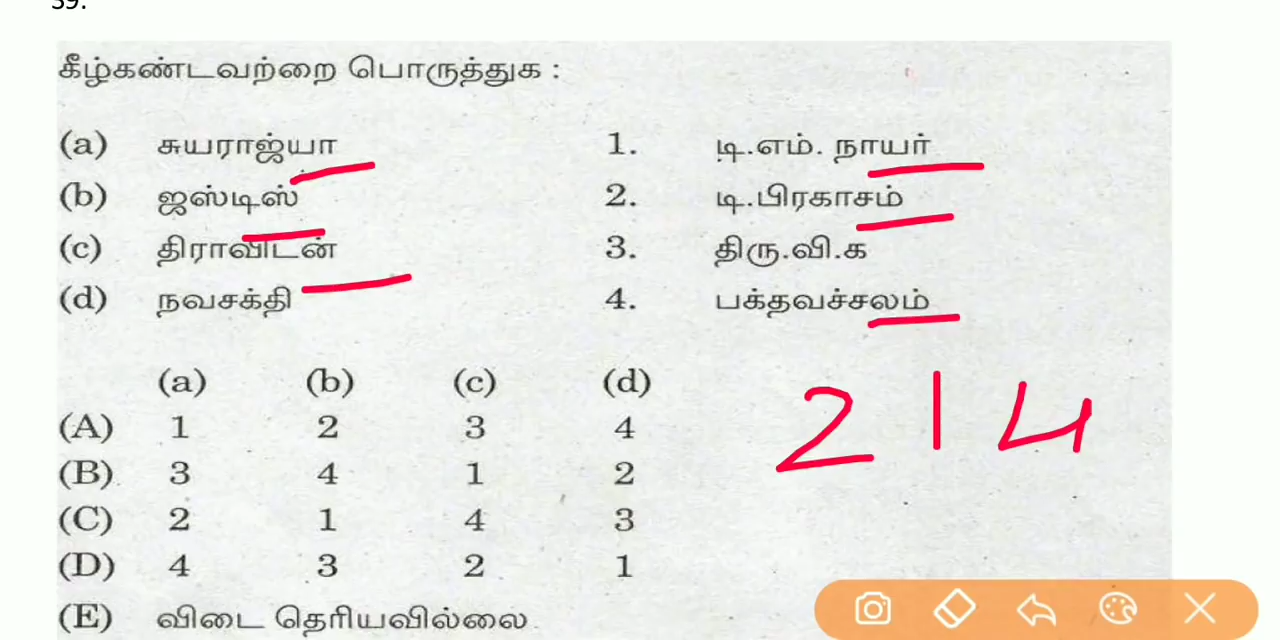 39.
கீழ்கண்டவற்றை பொருத்துக :
(a) சுயராஜ்யா 1. டி.எம். நாயர்
(b) ஜஸ்டிஸ் 2. டி.பிரகாசம்
(c) திராவிடன் 3. திரு.வி.க
(d) நவசக்தி 4. பக்தவச்சலம்
(a) (b) (c) (d)
(A) 1 2 3 4
(B) 3 4 1 2
(C) 2 1 4 3
(D) 4 3 2 1
(E) விடை தெரியவில்லை
2 1 4